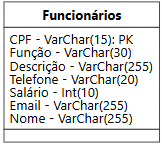 Funcionários
CPF - VarChar(15): PK
Função - VarChar(30)
Descrição - VarChar(255)
Telefone - VarChar(20)
Salário - Int(10)
Email - VarChar(255)
Nome - VarChar(255)